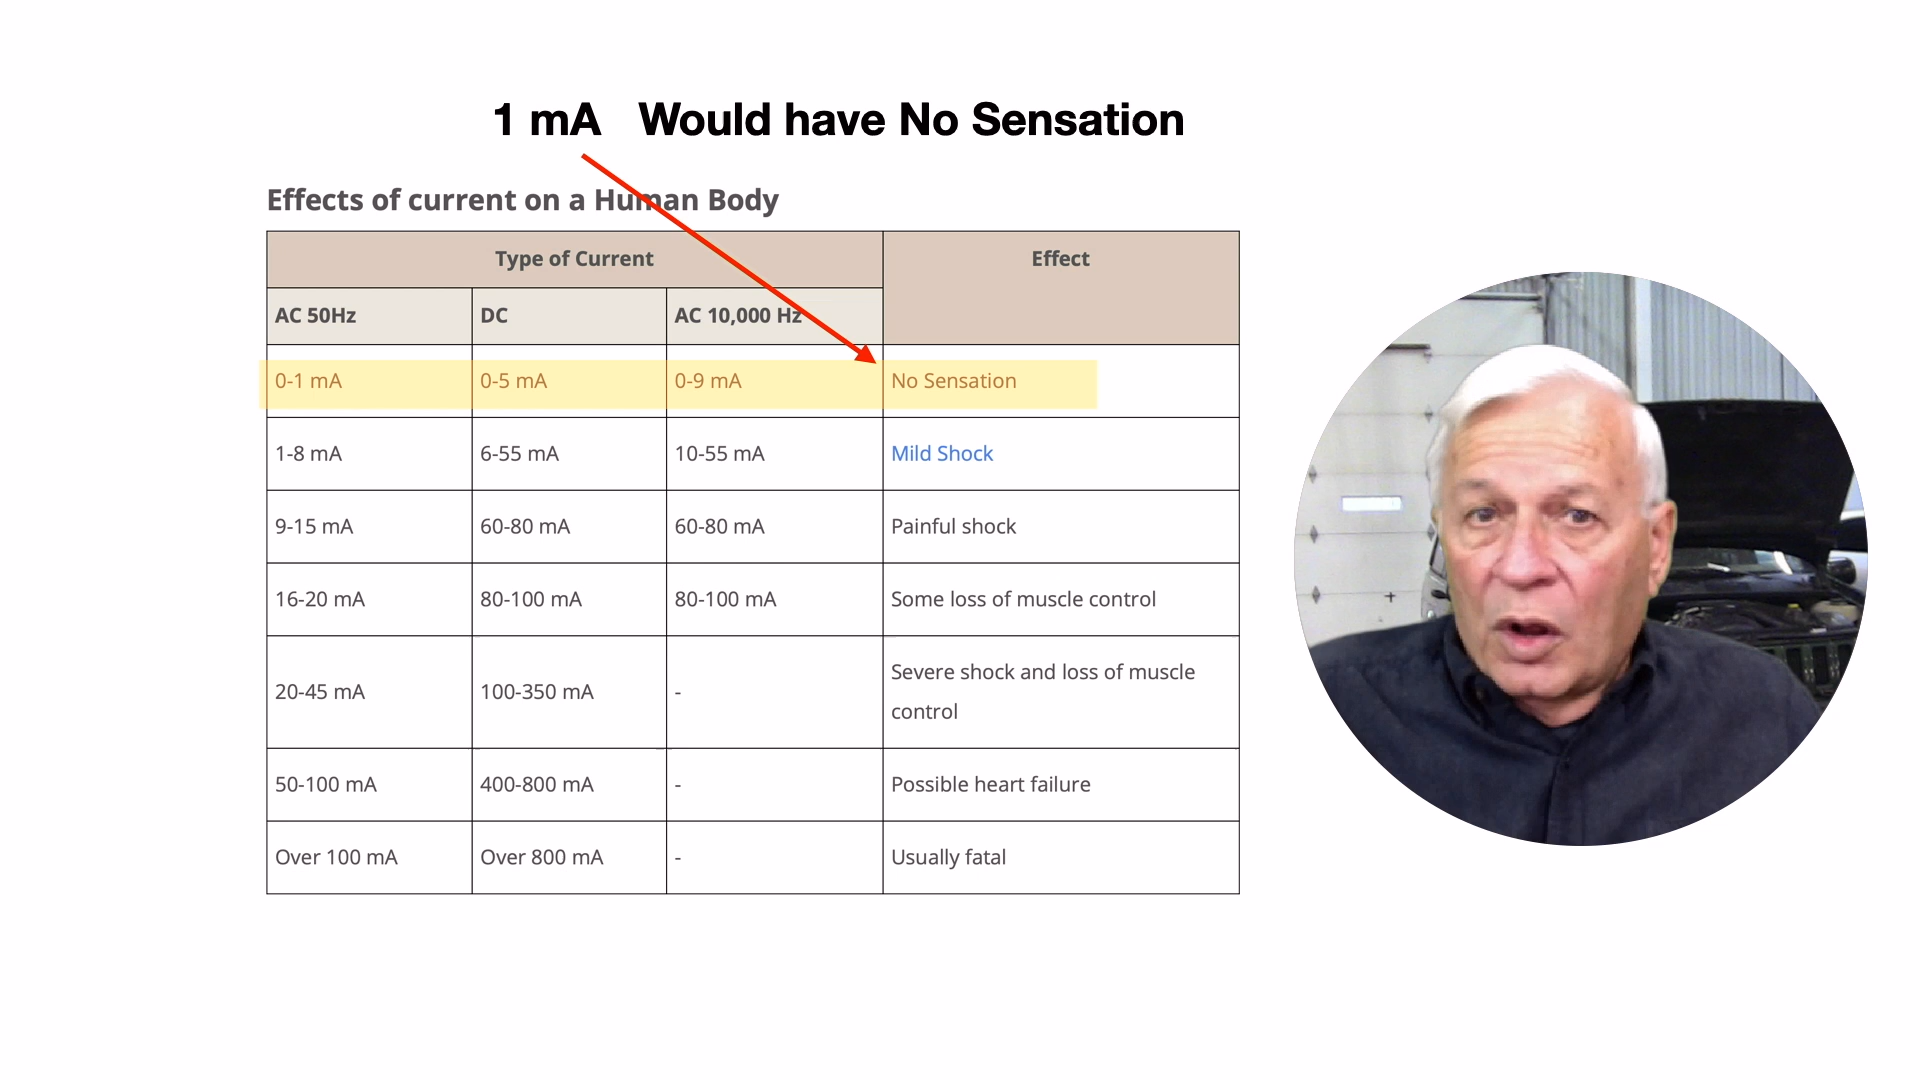 1 mA Would have No Sensation
Effects of current on a Human Body
Type of Current Effect
AC 50Hz DC AC 10,000 Hz
0-1 mA 0-5 mA 0-9 mA No Sensation
1-8 mA 6-55 mA 10-55 mA Mild Shock
9-15 mA 60-80 mA 60-80 mA Painful shock
16-20 mA 80-100 mA 80-100 mA Some loss of muscle control
20-45 mA 100-350 mA - Severe shock and loss of muscle
control
50-100 mA 400-800 mA - Possible heart failure
Over 100 mA Over 800 mA - Usually fatal